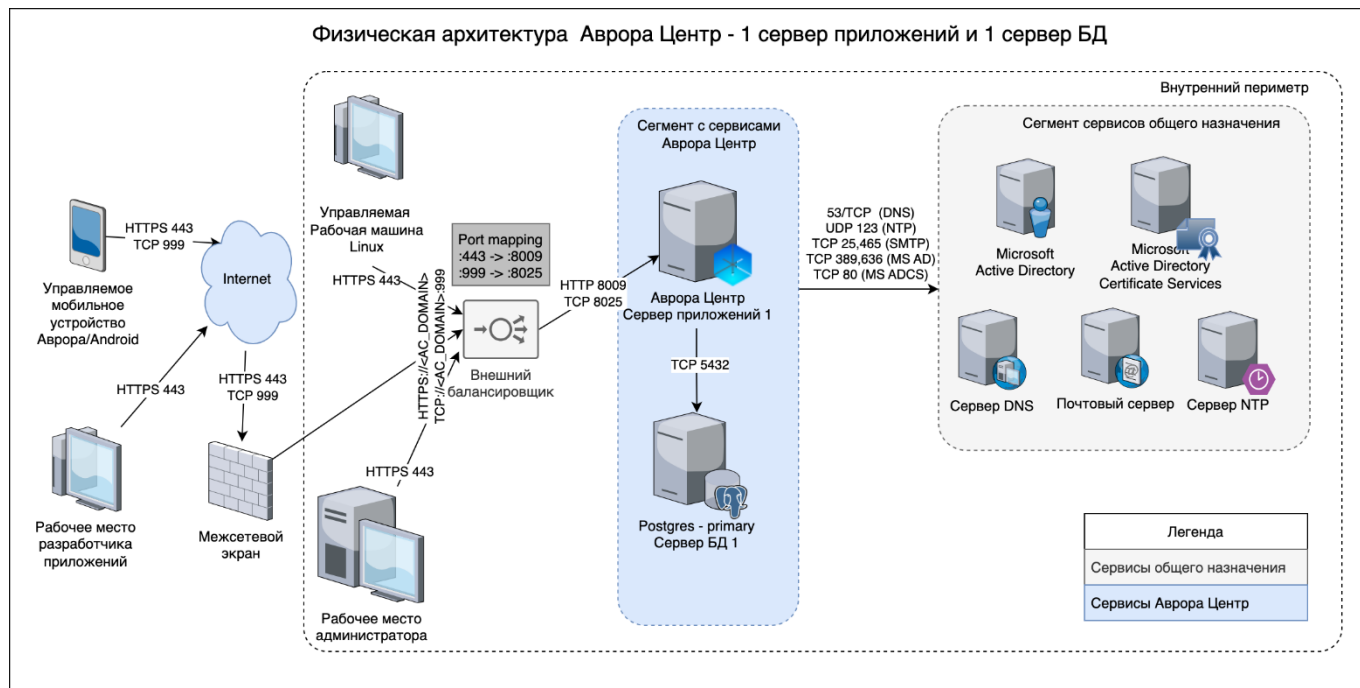 Физическая архитектура Аврора Центр - 1 сервер приложений и 1 сервер БД
Внутренний периметр
Управляемая
Рабочая машина
Linux
HTTPS 443
HTTPS 443
TCP 999
Управляемое
мобильное
устройство
Аврора/Android
Internet
HTTPS 443
HTTPS 443
TCP 999
Рабочее место
разработчика
приложений
Межсетевой
экран
HTTPS://<AC_DOMAIN>
TCP://<AC_DOMAIN>:999
Port mapping
:443 -> :8009
:999 -> :8025
Внешний
балансировщик
HTTPS 443
Рабочее место
администратора
HTTP 8009
TCP 8025
Сегмент с сервисами
Аврора Центр
Аврора Центр
Сервер приложений 1
TCP 5432
Postgres - primary
Сервер БД 1
53/TCP (DNS)
UDP 123 (NTP)
TCP 25,465 (SMTP)
TCP 389,636 (MS AD)
TCP 80 (MS ADCS)
Сегмент сервисов общего назначения
Microsoft
Active Directory
Microsoft
Active Directory
Certificate Services
Сервер DNS
Почтовый сервер
Сервер NTP
Легенда
Сервисы общего назначения
Сервисы Аврора Центр